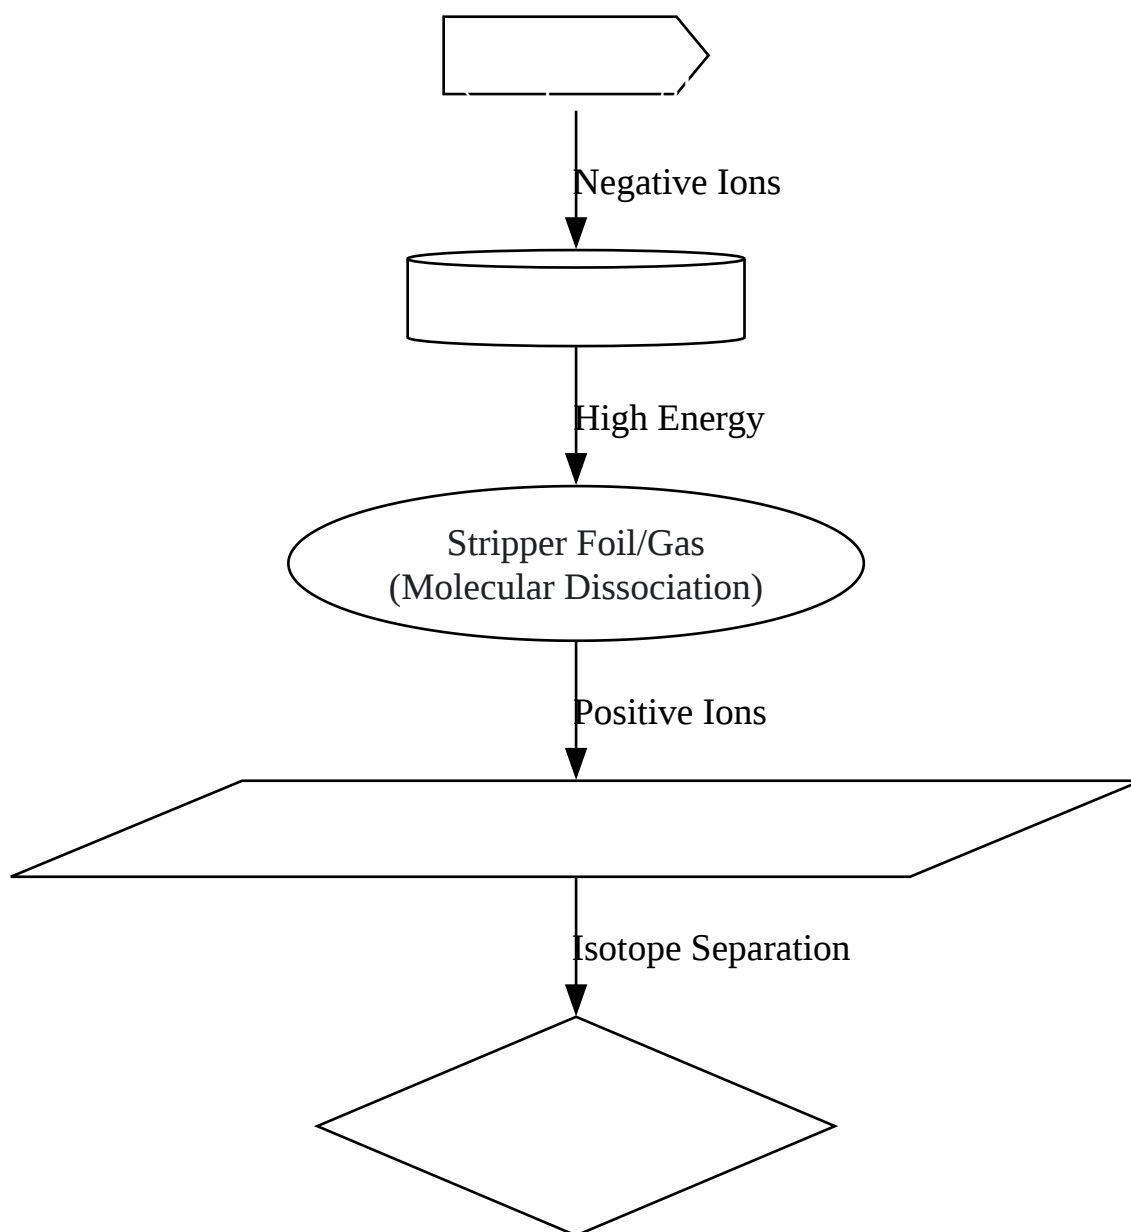 Negative Ions
High Energy
Stripper Foil/Gas
(Molecular Dissociation)
Positive Ions
Isotope Separation